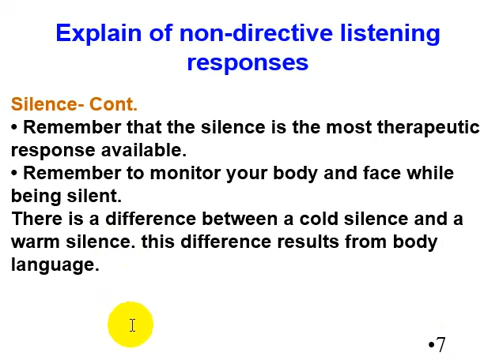 Explain of non-directive listening
responses
Silence- Cont.
• Remember that the silence is the most therapeutic
response available.
• Remember to monitor your body and face while
being silent.
There is a difference between a cold silence and a
warm silence. this difference results from body
language.
•7